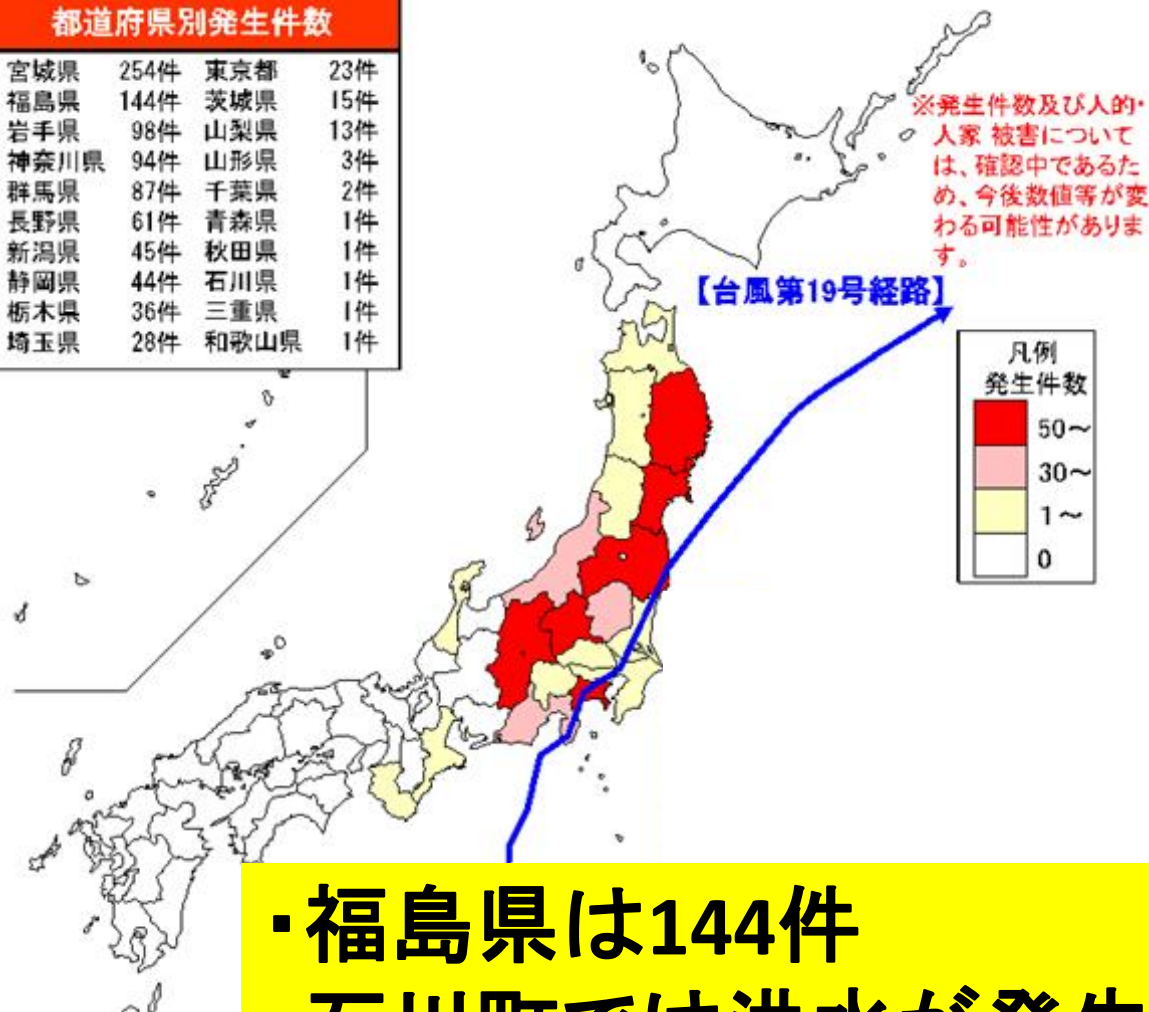 都道府県別発生件数
宮城県 254件 東京都 23件
福島県 144件 茨城県 15件
岩手県 98件 山梨県 13件
神奈川県 94件 山形県 3件
群馬県 87件 千葉県 2件
長野県 61件 青森県 1件
新潟県 45件 秋田県 1件
静岡県 44件 石川県 1件
栃木県 36件 三重県 1件
埼玉県 28件 和歌山県 1件
※発生件数及び人的・
人家 被害について
は、確認中であるた
め、今後数値等が変
わる可能性がありま
す。
【台風第19号経路】
凡例
発生件数
50～
30～
1～
0
・福島県は144件
石川町では洪水が発生